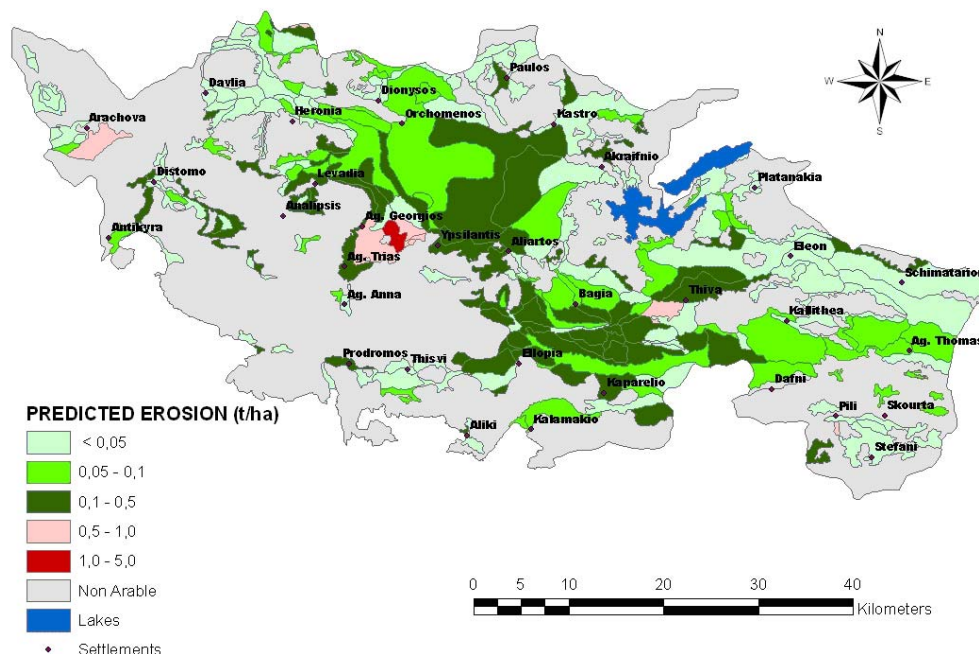 N
W E
S
Paulos
Davlia
Dionysos
Heronia
Orchomenos
Kastro
Arachova
Akraifnio
Distomo
Levadia
Platanakia
Analipsis
Ag. Georgios
Antikyra
Ypsilantis
Aliartos
Eleon
Ag. Trias
Schimatarion
Ag. Anna
Bagia
Thiva
Kallithea
Ag. Thomas
Prodromos
Thisvi
Ellopia
Kaparelio
Dafni
Pili
Skourta
Aliki
Kalamakio
Stefani
PREDICTED EROSION (t/ha)
< 0,05
0,05 - 0,1
0,1 - 0,5
0,5 - 1,0
1,0 - 5,0
Non Arable
Lakes
Settlements
0 5 10 20 30 40
Kilometers